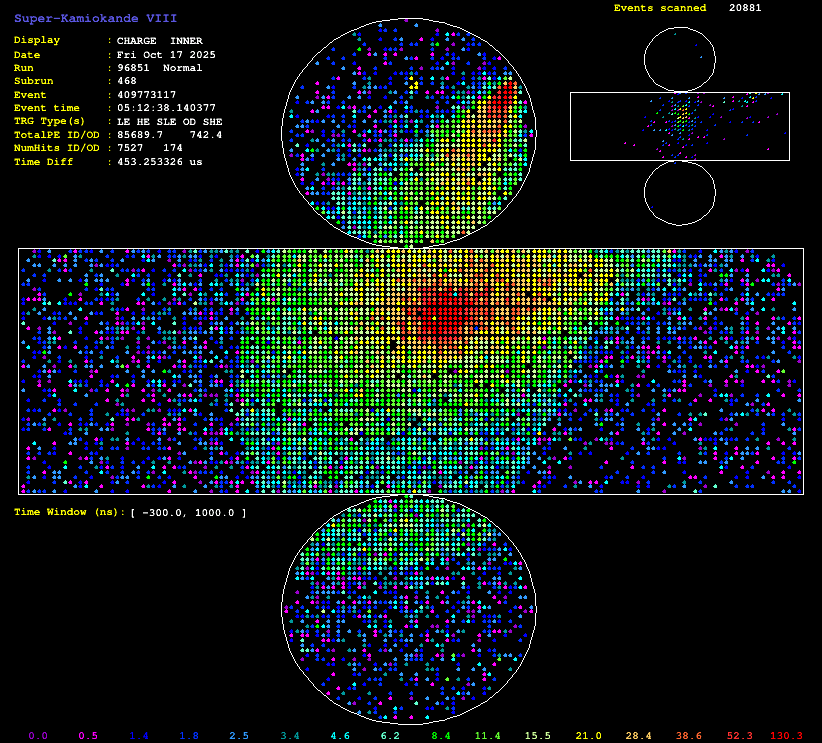 Events scanned 20881
Super-Kamiokande VIII
Display : CHARGE INNER
Date : Fri Oct 17 2025
Run : 96851 Normal
Subrun : 468
Event : 409773117
Event time : 05:12:38.140377
TRG Type(s) : LE HE SLE OD SHE
TotalPE ID/OD : 85689.7 742.4
NumHits ID/OD : 7527 174
Time Diff : 453.253326 us
Time Window (ns): [ -300.0, 1000.0 ]
0.0 0.5 1.4 1.8 2.5 3.4 4.6 6.2 8.4 11.4 15.5 21.0 28.4 38.6 52.3 130.3